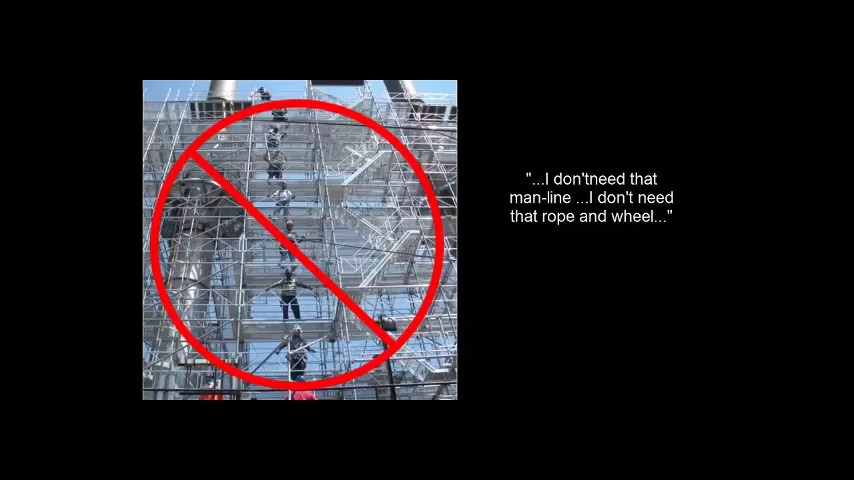 "...I don'tneed that
man-line ...I don't need
that rope and wheel..."